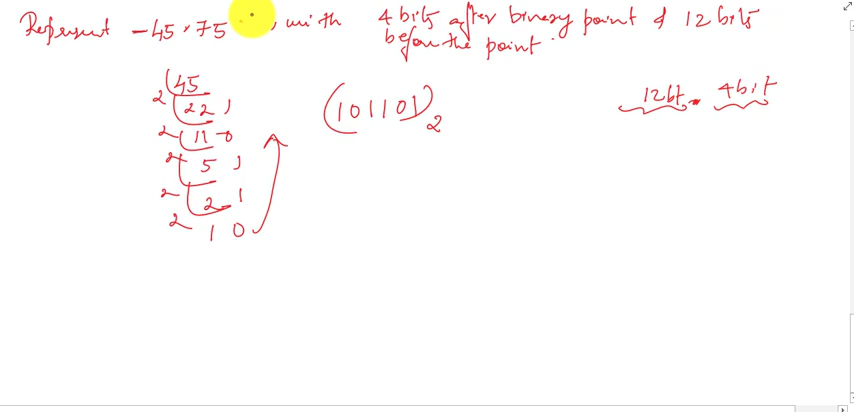 Represent -45.75, with 4 bits after binary point & 12 bits
before the point.
2 45
2 22 1
2 11 0
2 5 1
2 2 1
1 0
(101101)2
12bit . 4bit